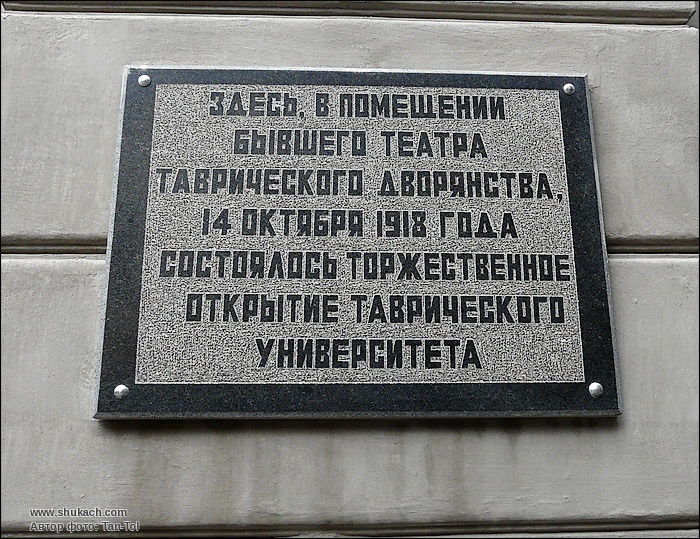 ЗДЕСЬ, В ПОМЕЩЕНИИ
БЫВШЕГО ТЕАТРА
ТАВРИЧЕСКОГО ДВОРЯНСТВА,
14 ОКТЯБРЯ 1918 ГОДА
СОСТОЯЛОСЬ ТОРЖЕСТВЕННОЕ
ОТКРЫТИЕ ТАВРИЧЕСКОГО
УНИВЕРСИТЕТА
www.shukach.com
Автор фото: Tan-Tol